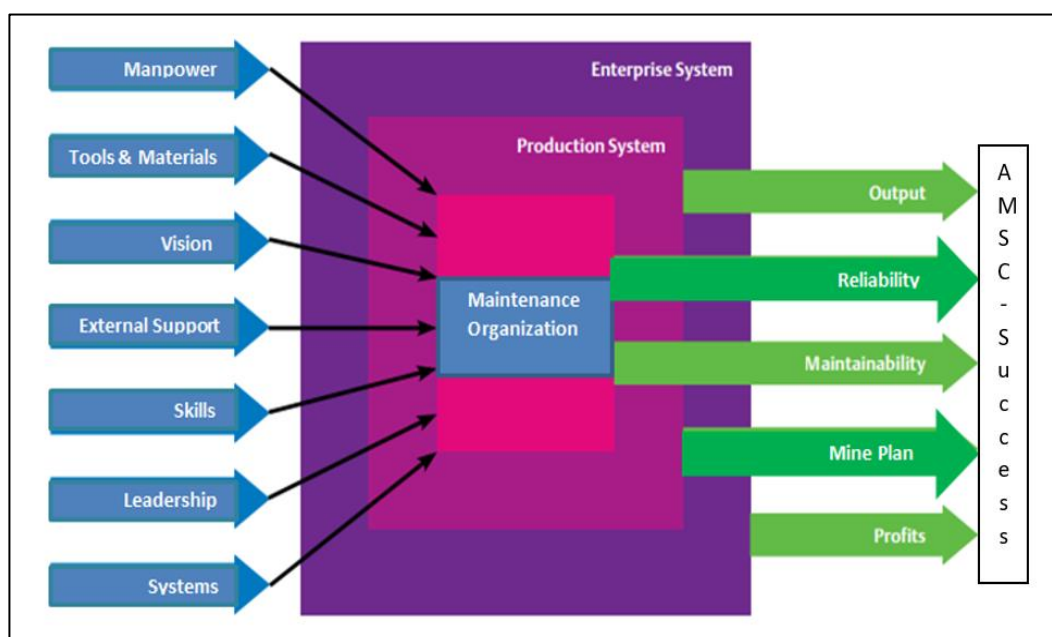 Manpower
Tools & Materials
Vision
External Support
Skills
Leadership
Systems
Enterprise System
Production System
Maintenance
Organization
Output
Reliability
Maintainability
Mine Plan
Profits
A
M
S
C
-
S
u
c
c
e
s
s